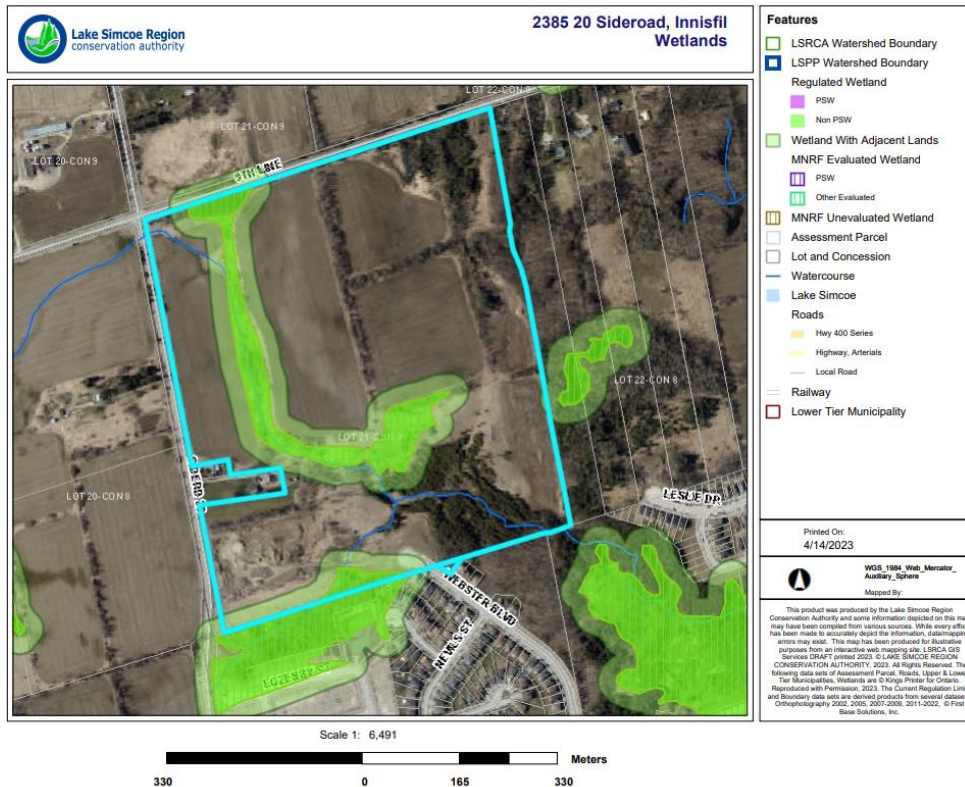 Lake Simcoe Region
conservation authority
2385 20 Sideroad, Innisfil
Wetlands
LOT 22-CON 9
LOT 21-CON 9
LOT 20-CON 9
9TH LINE
LOT 22-CON 8
LOT 21-CON
LOT 20-CON 8
LESLIE DR
WEBSTER BLVD
Features
LSRCA Watershed Boundary
LSPP Watershed Boundary
Regulated Wetland
PSW
Non PSW
Wetland With Adjacent Lands
MNRF Evaluated Wetland
PSW
Other Evaluated
MNRF Unevaluated Wetland
Assessment Parcel
Lot and Concession
Watercourse
Lake Simcoe
Roads
Hwy 400 Series
Highway, Arterials
Local Road
Railway
Lower Tier Municipality
Printed On:
4/14/2023
WGS_1984_Web_Mercator_
Auxiliary_Sphere
Mapped By:
This product was produced by the Lake Simcoe Region
Conservation Authority and some information depicted on this map
may have been compiled from various sources. While every effort
has been made to accurately depict the information, data/mapping
errors may exist. This map has been produced for illustrative
purposes from an interactive web mapping site. LSRCA GIS
Services DRAFT printed 2023. © LAKE SIMCOE REGION
CONSERVATION AUTHORITY, 2023. All Rights Reserved. The
following data sets of Assessment Parcel, Roads, Upper & Lower
Tier Municipalities, Wetlands are © Kings Printer for Ontario.
Reproduced with Permission, 2023. The Current Regulation Limit
and Boundary data sets are derived products from several datasets.
Orthophotography 2002, 2005, 2007-2009, 2011-2022, © First
Base Solutions, Inc.
Scale 1: 6,491
Meters
330 0 165 330